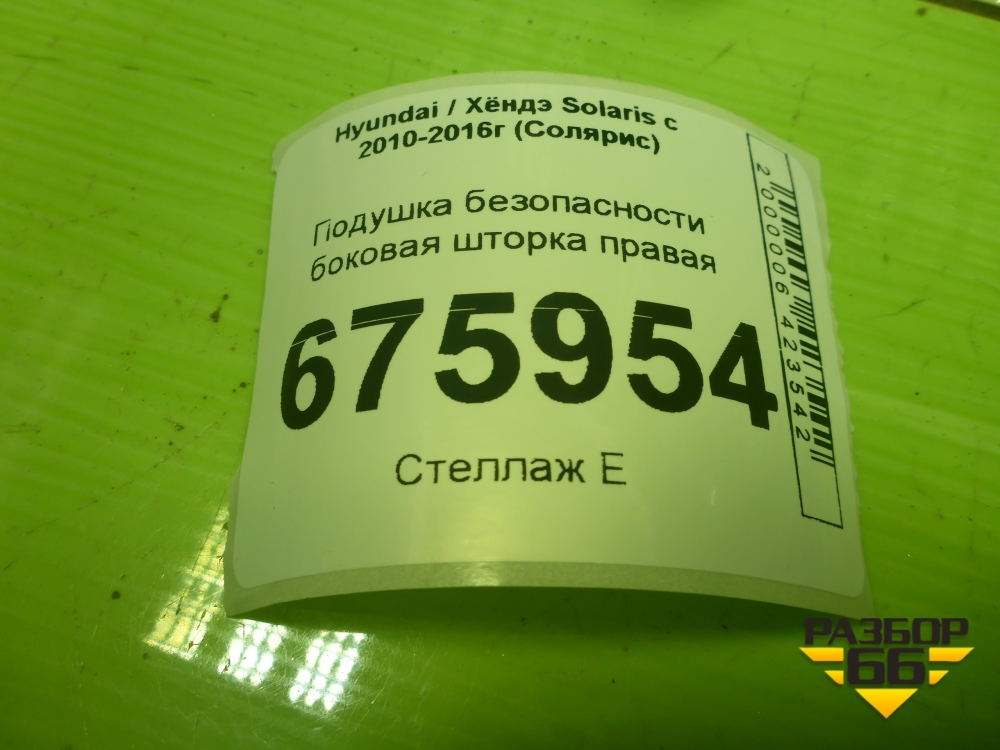 Hyundai / Хёндэ Solaris с
2010-2016г (Солярис)
Подушка безопасности
боковая шторка правая
675954
Стеллаж Е
2000006423542
РАЗБОР
66